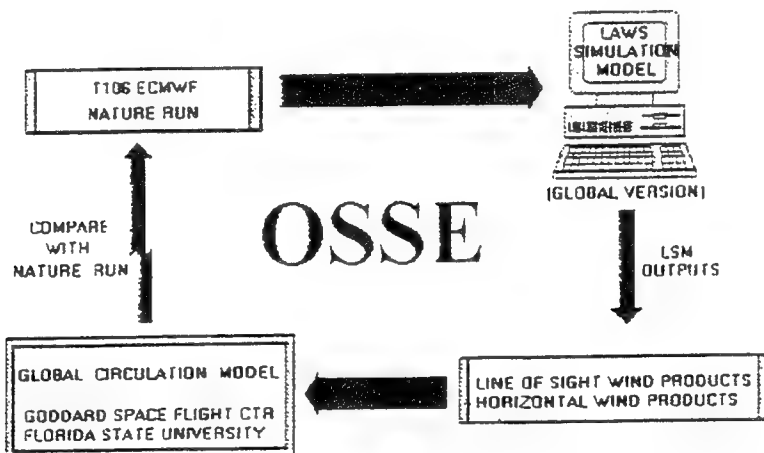 T106 ECMWF
NATURE RUN
LAWS
SIMULATION
MODEL
(GLOBAL VERSION)
OSSE
COMPARE
WITH
NATURE RUN
LSM
OUTPUTS
GLOBAL CIRCULATION MODEL
GODDARD SPACE FLIGHT CTR
FLORIDA STATE UNIVERSITY
LINE OF SIGHT WIND PRODUCTS
HORIZONTAL WIND PRODUCTS